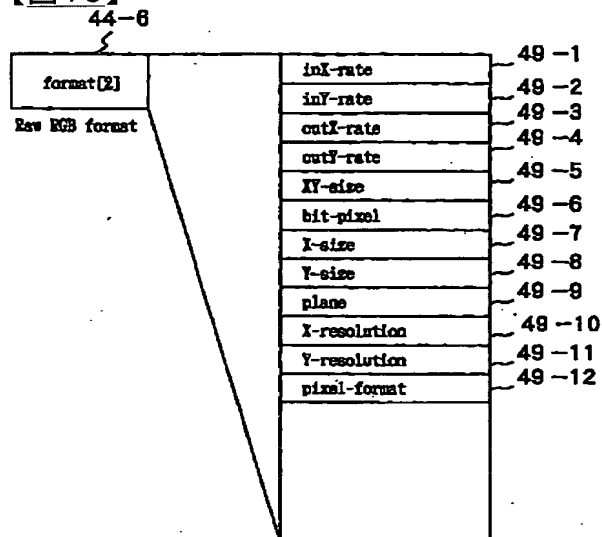 44-6
format[2]
Raw RGB format
inX-rate 49-1
inY-rate 49-2
outX-rate 49-3
outY-rate 49-4
XY-size 49-5
bit-pixel 49-6
X-size 49-7
Y-size 49-8
plane 49-9
X-resolution 49-10
Y-resolution 49-11
pixel-format 49-12